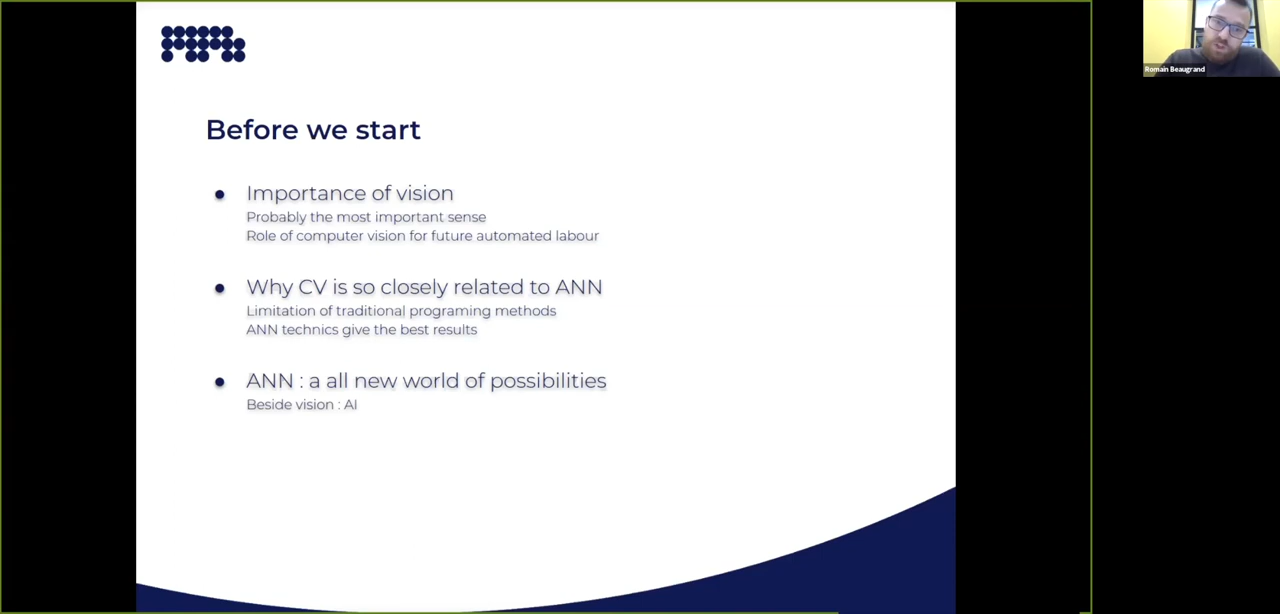 Before we start
Importance of vision
Probably the most important sense
Role of computer vision for future automated labour
Why CV is so closely related to ANN
Limitation of traditional programing methods
ANN technics give the best results
ANN : a all new world of possibilities
Beside vision : AI
Romain Beaugrand